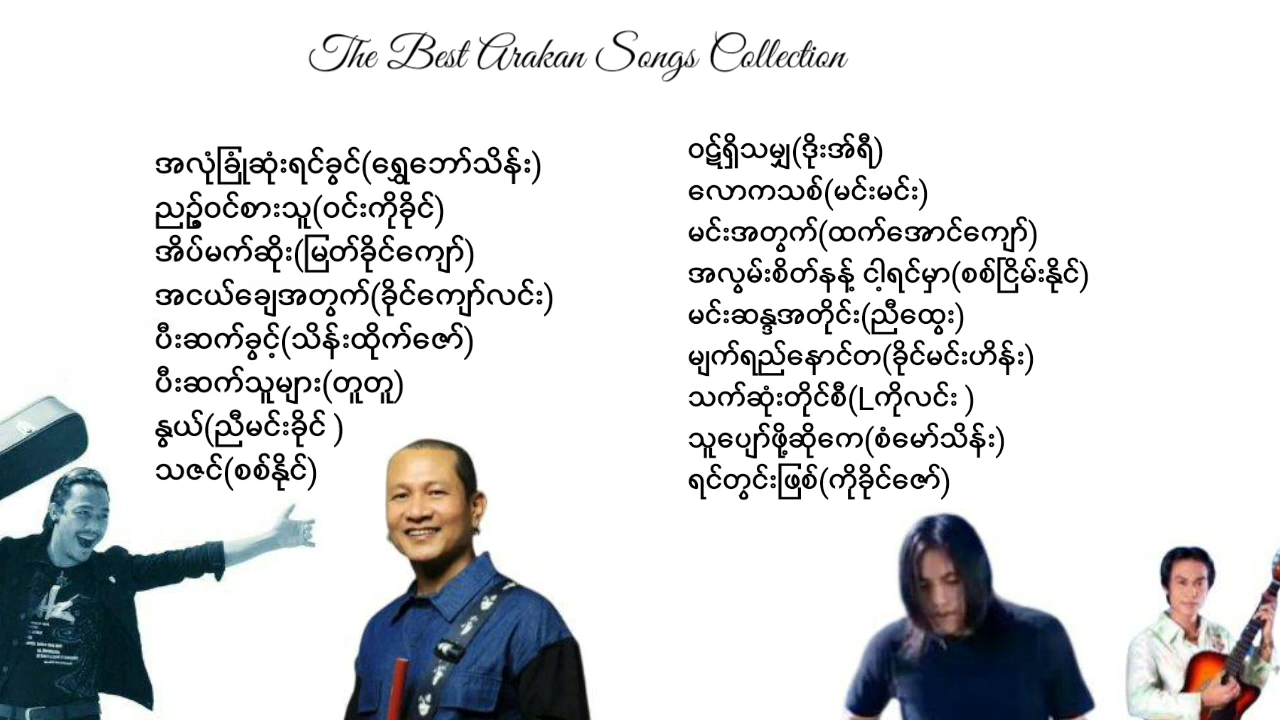 The Best Arakan Songs Collection
အလုံခြုံဆုံးရင်ခွင်(ရွှေဘော်သိန်း)
ညဥ့်ဝင်စားသူ(ဝင်းကိုခိုင်)
အိပ်မက်ဆိုး(မြတ်ခိုင်ကျော်)
အငယ်ချေအတွက်(ခိုင်ကျော်လင်း)
ပီးဆက်ခွင့်(သိန်းထိုက်ဇော်)
ပီးဆက်သူများ(တူတူ)
နွယ်(ညီမင်းခိုင် )
သဇင်(စစ်နိုင်)
ဝဋ်ရှိသမျှ(ဒိုးအ်ရီ)
လောကသစ်(မင်းမင်း)
မင်းအတွက်(ထက်အောင်ကျော်)
အလွမ်းစိတ်နန့် ငါ့ရင်မှာ(စစ်ငြိမ်းနိုင်)
မင်းဆန္ဒအတိုင်း(ညီထွေး)
မျက်ရည်နောင်တ(ခိုင်မင်းဟိန်း)
သက်ဆုံးတိုင်စီ(Lကိုလင်း )
သူပျော်ဖို့ဆိုကေ(စံမော်သိန်း)
ရင်တွင်းဖြစ်(ကိုခိုင်ဇော်)